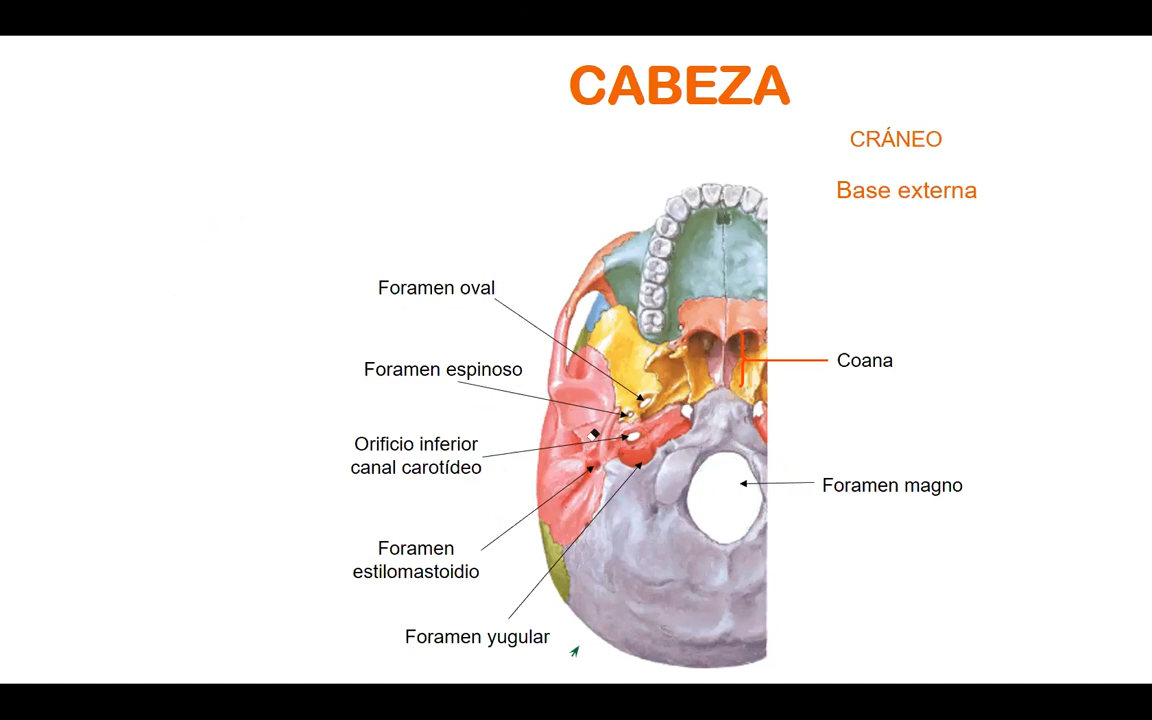 CABEZA
CRÁNEO
Base externa
Foramen oval
Foramen espinoso
Orificio inferior
canal carotídeo
Foramen
estilomastoidio
Foramen yugular
Coana
Foramen magno